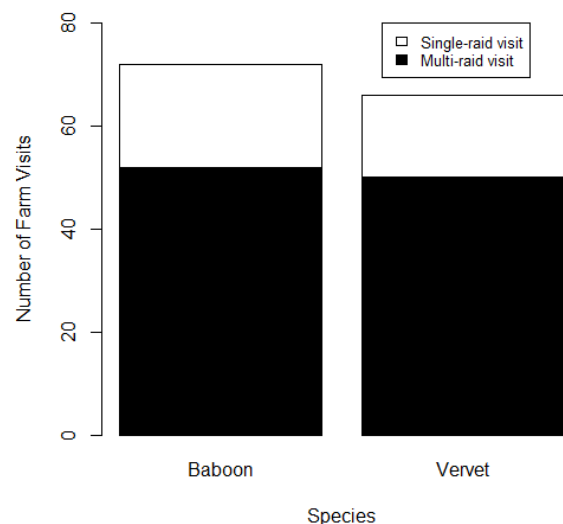 Single-raid visit
Multi-raid visit
Number of Farm Visits
80
60
40
20
0
Baboon Vervet
Species